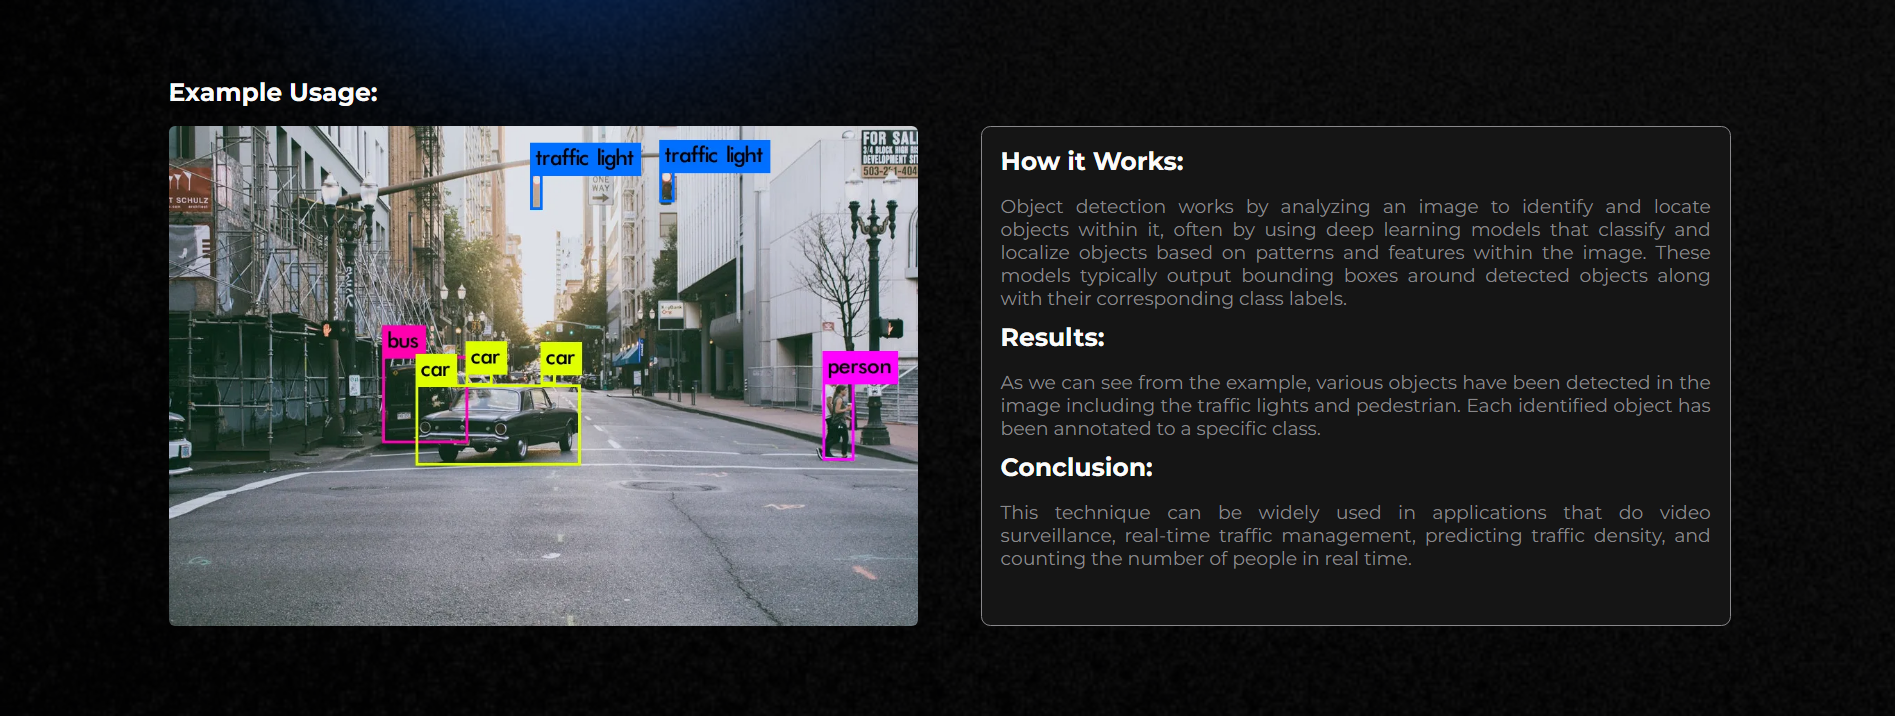 Example Usage:
traffic light
traffic light
ONE
WAY
FOR SAL
3/4 BLOCK HIGH
DEVELOPMENT SIT
T SCHULZ
bus
car
car
car
person
How it Works:
Object detection works by analyzing an image to identify and locate
objects within it, often by using deep learning models that classify and
localize objects based on patterns and features within the image. These
models typically output bounding boxes around detected objects along
with their corresponding class labels.
Results:
As we can see from the example, various objects have been detected in the
image including the traffic lights and pedestrian. Each identified object has
been annotated to a specific class.
Conclusion:
This technique can be widely used in applications that do video
surveillance, real-time traffic management, predicting traffic density, and
counting the number of people in real time.